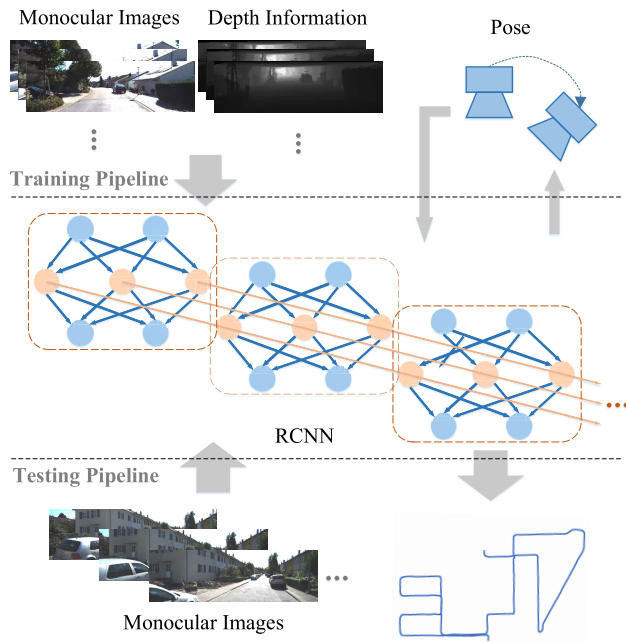 Monocular Images
Depth Information
Pose
Training Pipeline
RCNN
Testing Pipeline
Monocular Images